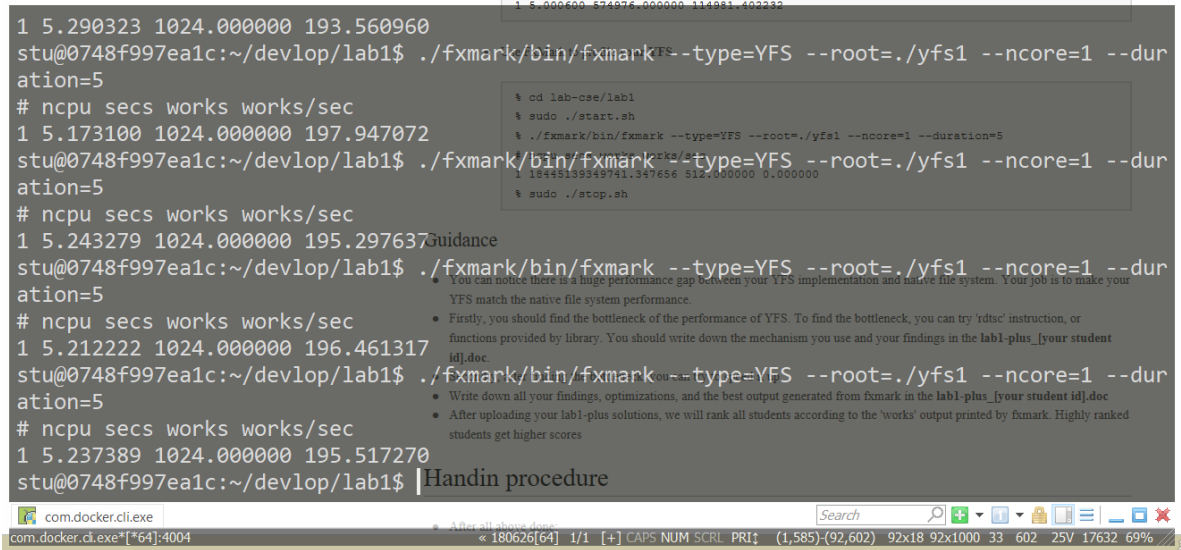 1 5.000600 574976.000000 114981.402232
1 5.290323 1024.000000 193.560960
stu@0748f997ea1c:~/devlop/lab1$ ./fxmark/bin/fxmark --type=YFS --root=./yfs1 --ncore=1 --dur
ation=5
# ncpu secs works works/sec
1 5.173100 1024.000000 197.947072
stu@0748f997ea1c:~/devlop/lab1$ ./fxmark/bin/fxmark --type=YFS --root=./yfs1 --ncore=1 --dur
ation=5
# ncpu secs works works/sec
1 5.243279 1024.000000 195.297637
stu@0748f997ea1c:~/devlop/lab1$ ./fxmark/bin/fxmark --type=YFS --root=./yfs1 --ncore=1 --dur
ation=5
# ncpu secs works works/sec
1 5.212222 1024.000000 196.461317
stu@0748f997ea1c:~/devlop/lab1$ ./fxmark/bin/fxmark --type=YFS --root=./yfs1 --ncore=1 --dur
ation=5
# ncpu secs works works/sec
1 5.237389 1024.000000 195.517270
stu@0748f997ea1c:~/devlop/lab1$
YFS
% cd lab-cse/lab1
% sudo ./start.sh
% ./fxmark/bin/fxmark --type=YFS --root=./yfs1 --ncore=1 --duration=5
1 18445139349741.347656 512.000000 0.000000
% sudo ./stop.sh
Guidance
● You can notice there is a huge performance gap between your YFS implementation and native file system. Your job is to make your
YFS match the native file system performance.
● Firstly, you should find the bottleneck of the performance of YFS. To find the bottleneck, you can try 'rdtsc' instruction, or
functions provided by library. You should write down the mechanism you use and your findings in the lab1-plus_[your student
id].doc.
● Write down all your findings, optimizations, and the best output generated from fxmark in the lab1-plus_[your student id].doc
● After uploading your lab1-plus solutions, we will rank all students according to the 'works' output printed by fxmark. Highly ranked
students get higher scores
Handin procedure
● After all above done:
com.docker.cli.exe
Search
com.docker.cli.exe*[*64]:4004
« 180626[64] 1/1 [+] CAPS NUM SCRL PRI↕ (1,585)-(92,602) 92x18 92x1000 33 602 25V 17632 69%